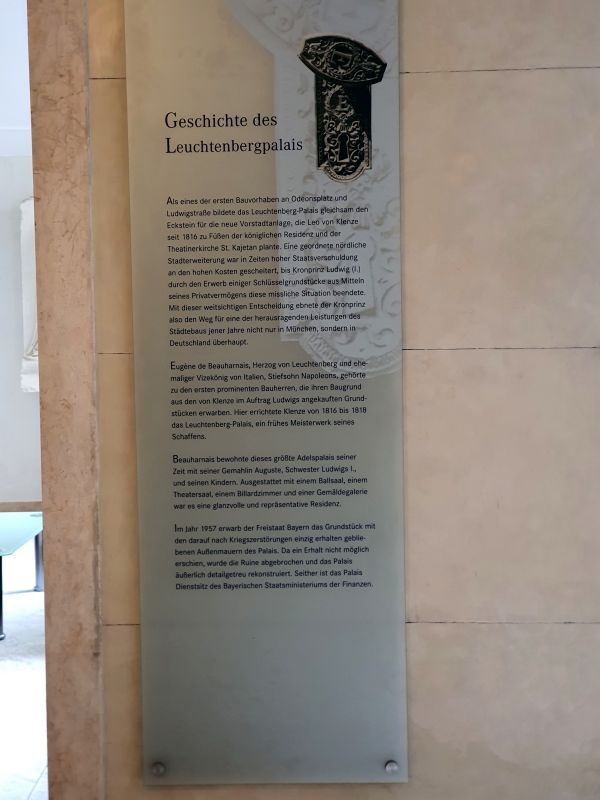 Geschichte des
Leuchtenbergpalais
Als eines der ersten Bauvorhaben an Odeonsplatz und
Ludwigstraße bildete das Leuchtenberg-Palais gleichsam den
Eckstein für die neue Vorstadtanlage, die Leo von Klenze
seit 1816 zu Füßen der königlichen Residenz und der
Theatinerkirche St. Kajetan plante. Eine geordnete nördliche
Stadterweiterung war in Zeiten hoher Staatsverschuldung
an den hohen Kosten gescheitert, bis Kronprinz Ludwig (I.)
durch den Erwerb einiger Schlüsselgrundstücke aus Mitteln
seines Privatvermögens diese missliche Situation beendete.
Mit dieser weitsichtigen Entscheidung ebnete der Kronprinz
also den Weg für eine der herausragenden Leistungen des
Städtebaus jener Jahre nicht nur in München, sondern in
Deutschland überhaupt.
Eugène de Beauharnais, Herzog von Leuchtenberg und ehe-
maliger Vizekönig von Italien, Stiefsohn Napoleons, gehörte
zu den ersten prominenten Bauherren, die ihren Baugrund
aus den von Klenze im Auftrag Ludwigs angekauften Grund-
stücken erwarben. Hier errichtete Klenze von 1816 bis 1818
das Leuchtenberg-Palais, ein frühes Meisterwerk seines
Schaffens.
Beauharnais bewohnte dieses größte Adelspalais seiner
Zeit mit seiner Gemahlin Auguste, Schwester Ludwigs I.,
und seinen Kindern. Ausgestattet mit einem Ballsaal, einem
Theatersaal, einem Billardzimmer und einer Gemäldegalerie
war es eine glanzvolle und repräsentative Residenz.
Im Jahr 1957 erwarb der Freistaat Bayern das Grundstück mit
den darauf nach Kriegszerstörungen einzig erhalten geblie-
benen Außenmauern des Palais. Da ein Erhalt nicht möglich
erschien, wurde die Ruine abgebrochen und das Palais
äußerlich detailgetreu rekonstruiert. Seither ist das Palais
Dienstsitz des Bayerischen Staatsministeriums der Finanzen.